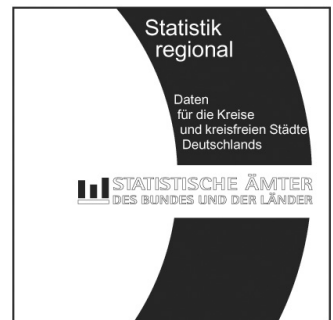 Statistik
regional
Daten
für die Kreise
und kreisfreien Städte
Deutschlands
STATISTISCHE ÄMTER
DES BUNDES UND DER LÄNDER